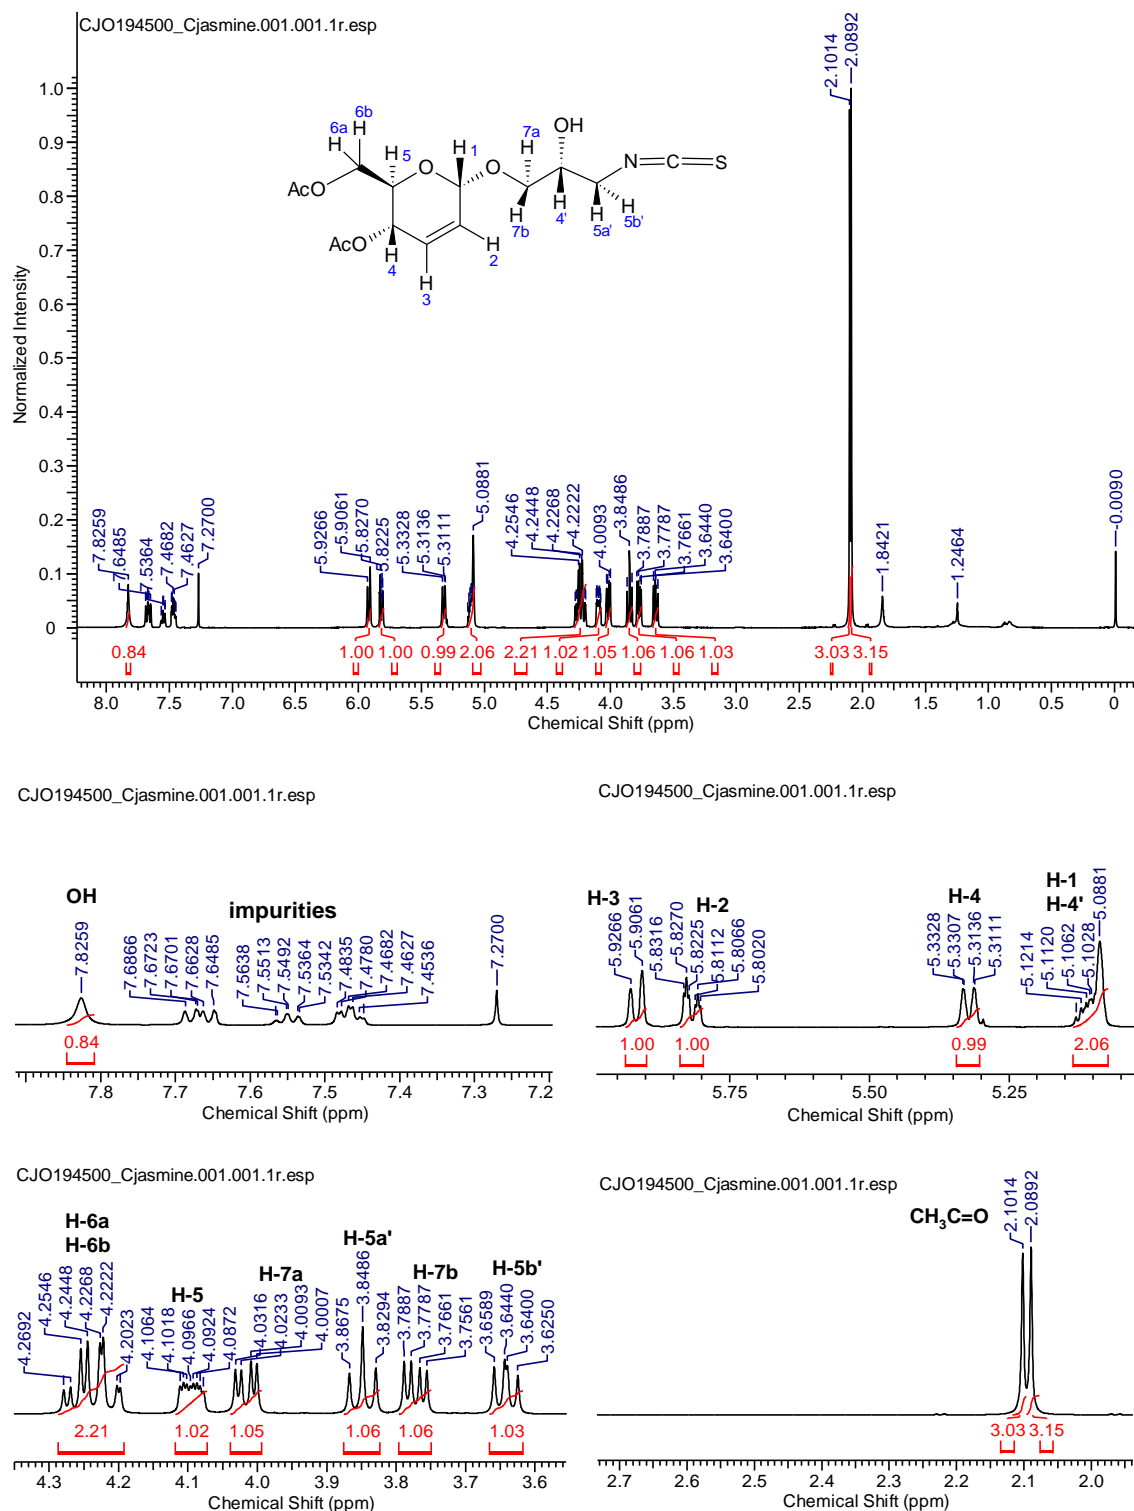 CJO194500_Cjasmine.001.001.1r.esp
2.1014
2.0892
1.0
0.9
0.8
0.7
0.6
0.5
0.4
0.3
0.2
0.1
0
Normalized Intensity
6b
6a
H
H
5
H
O
H
1
O
7a
H
OH
N
C
S
AcO
AcO
H
4
H
3
H
2
H
7b
H
4'
H
5a'
H
5b'
7.8259
7.6485
7.5364
7.4682
7.4627
7.2700
5.9266
5.9061
5.8270
5.8225
5.3328
5.3136
5.3111
5.0881
4.2546
4.2448
4.2268
4.2222
4.0093
3.8486
3.7887
3.7787
3.7661
3.6440
3.6400
1.8421
1.2464
-0.0090
0.84
1.00
1.00
0.99
2.06
2.21
1.02
1.05
1.06
1.06
1.03
3.03
3.15
8.0 7.5 7.0 6.5 6.0 5.5 5.0 4.5 4.0 3.5 3.0 2.5 2.0 1.5 1.0 0.5 0
Chemical Shift (ppm)
CJO194500_Cjasmine.001.001.1r.esp
OH
impurities
7.8259
7.6866
7.6723
7.6701
7.6628
7.6485
7.5638
7.5513
7.5492
7.5364
7.5342
7.4835
7.4780
7.4682
7.4627
7.4536
7.2700
0.84
7.8 7.7 7.6 7.5 7.4 7.3 7.2
Chemical Shift (ppm)
CJO194500_Cjasmine.001.001.1r.esp
H-3
H-2
H-4
H-1
H-4'
5.9266
5.9061
5.8316
5.8270
5.8225
5.8112
5.8066
5.8020
5.3328
5.3307
5.3136
5.3111
5.1214
5.1120
5.1062
5.1028
5.0881
1.00
1.00
0.99
2.06
5.75 5.50 5.25
Chemical Shift (ppm)
CJO194500_Cjasmine.001.001.1r.esp
H-6a
H-6b
H-5
H-7a
H-5a'
H-7b
H-5b'
4.2692
4.2546
4.2448
4.2268
4.2222
4.2023
4.1064
4.1018
4.0966
4.0924
4.0872
4.0316
4.0233
4.0093
4.0007
3.8675
3.8486
3.8294
3.7887
3.7787
3.7661
3.7561
3.6589
3.6440
3.6400
3.6250
2.21
1.02
1.05
1.06
1.06
1.03
4.3 4.2 4.1 4.0 3.9 3.8 3.7 3.6
Chemical Shift (ppm)
CJO194500_Cjasmine.001.001.1r.esp
CH₃C=O
2.1014
2.0892
3.03
3.15
2.7 2.6 2.5 2.4 2.3 2.2 2.1 2.0
Chemical Shift (ppm)